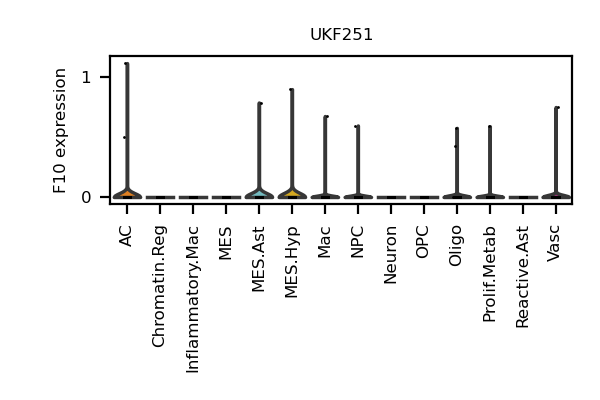 UKF251
F10 expression
1
0
AC
Chromatin.Reg
Inflammatory.Mac
MES
MES.Ast
MES.Hyp
Mac
NPC
Neuron
OPC
Oligo
Prolif.Metab
Reactive.Ast
Vasc